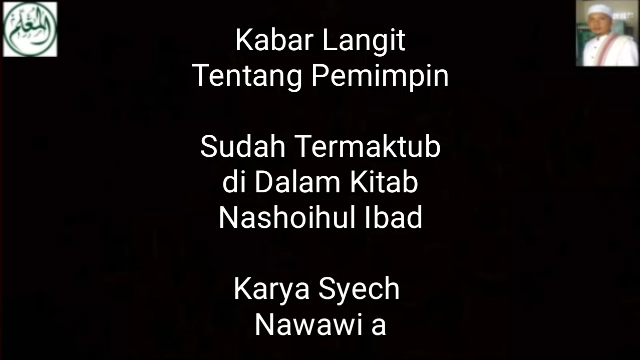 Kabar Langit
Tentang Pemimpin
Sudah Termaktub
di Dalam Kitab
Nashoihul Ibad
Karya Syech
Nawawi a